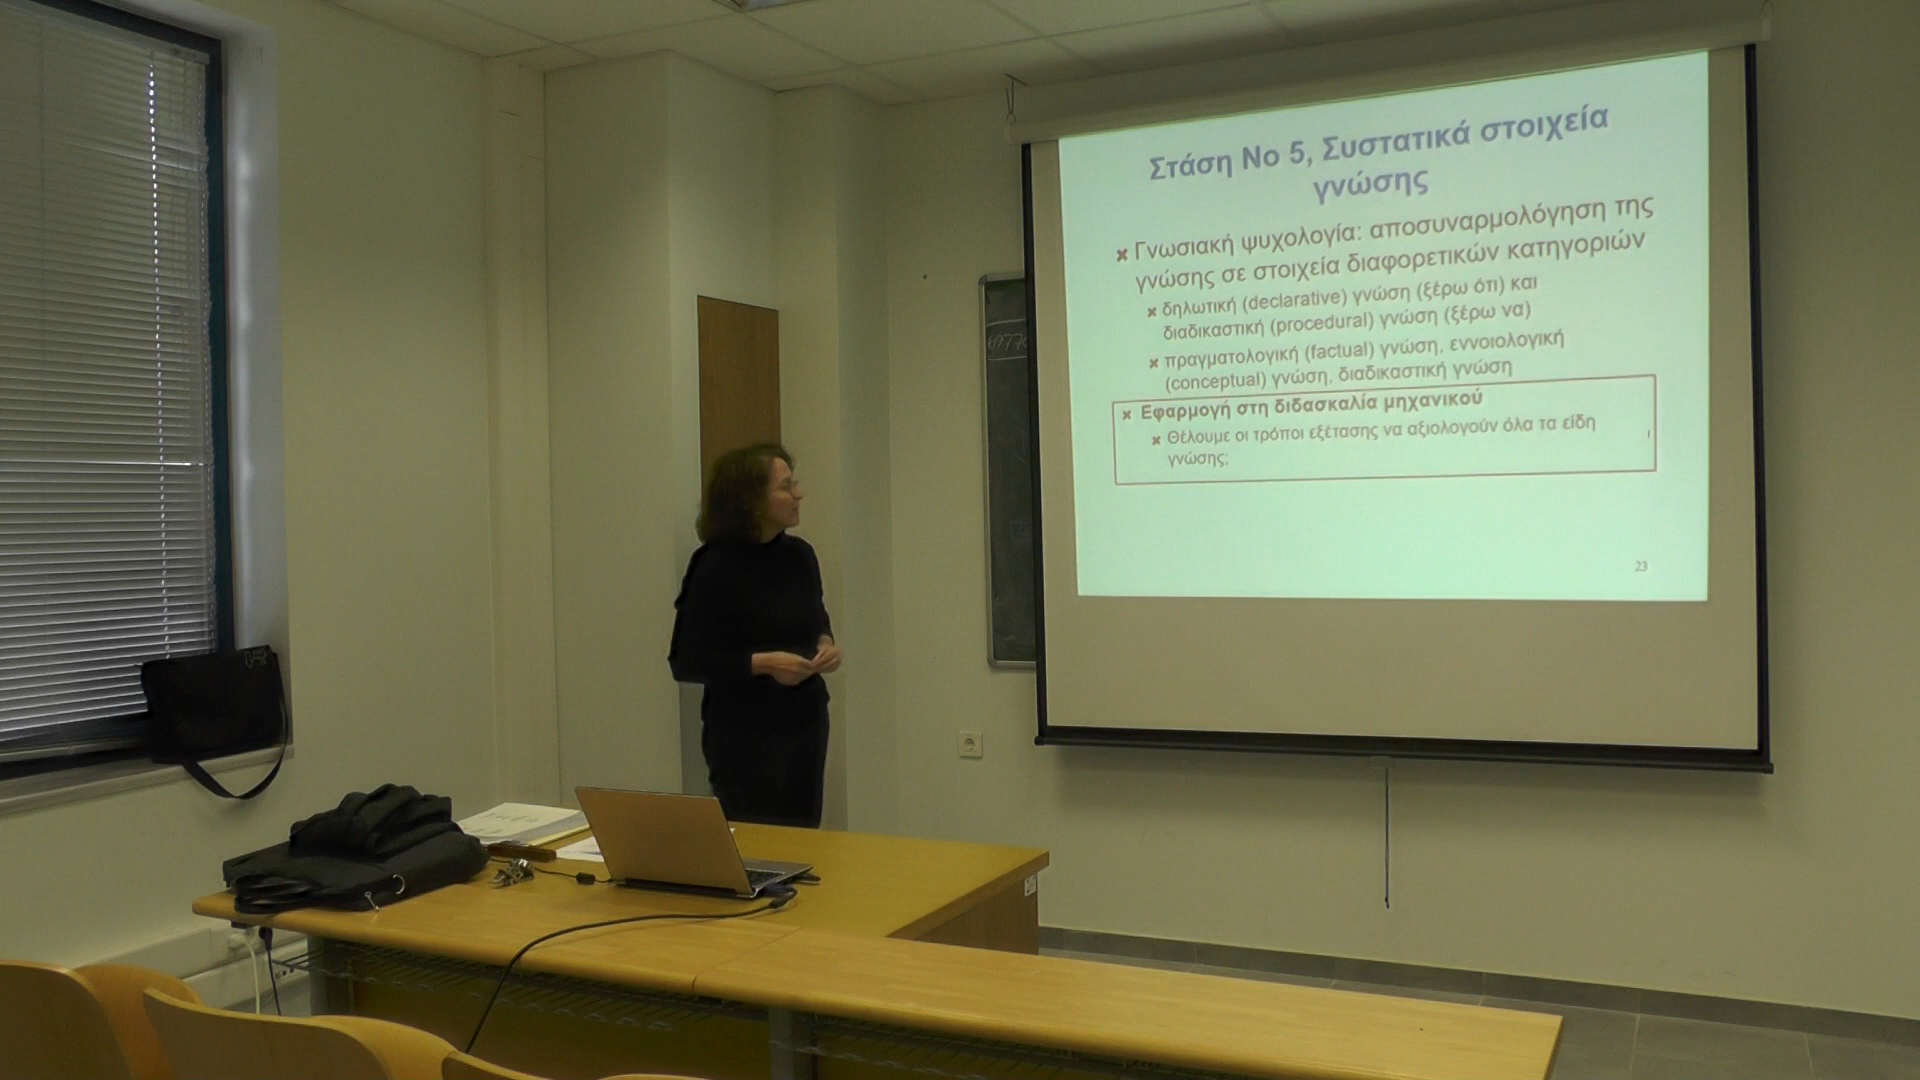 Στάση Νο 5, Συστατικά στοιχεία
γνώσης
Γνωσιακή ψυχολογία: αποσυναρμολόγηση της
γνώσης σε στοιχεία διαφορετικών κατηγοριών
δηλωτική (declarative) γνώση (ξέρω ότι) και
διαδικαστική (procedural) γνώση (ξέρω να)
πραγματολογική (factual) γνώση, εννοιολογική
(conceptual) γνώση, διαδικαστική γνώση
Εφαρμογή στη διδασκαλία μηχανικού
Θέλουμε οι τρόποι εξέτασης να αξιολογούν όλα τα είδη
γνώσης;
23